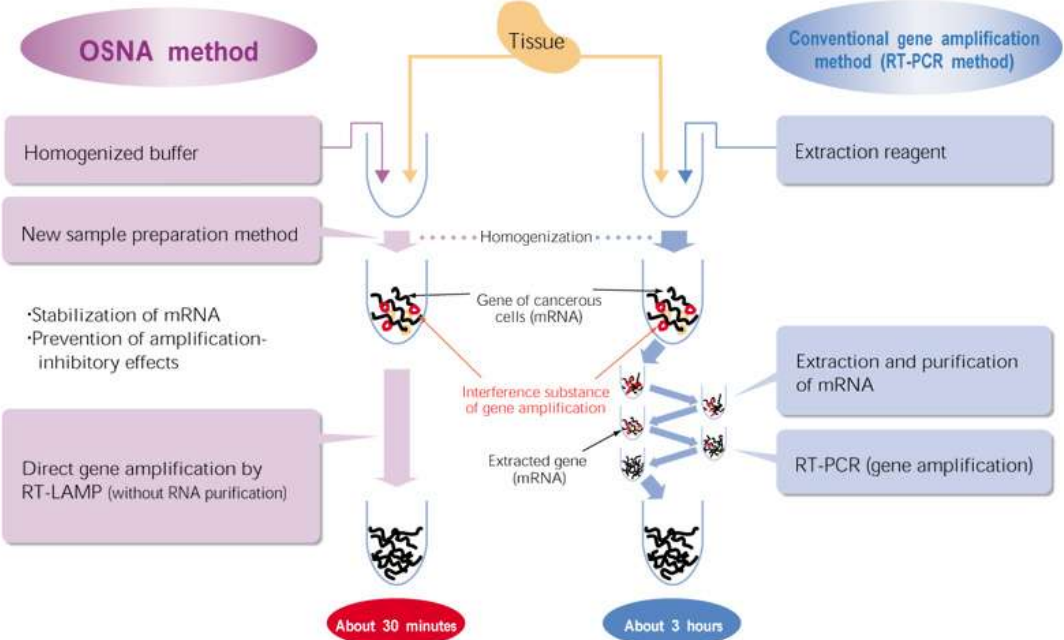 OSNA method
Tissue
Conventional gene amplification
method (RT-PCR method)
Homogenized buffer
Extraction reagent
New sample preparation method
Homogenization
Gene of cancerous
cells (mRNA)
・Stabilization of mRNA
・Prevention of amplification-
inhibitory effects
Interference substance
of gene amplification
Extraction and purification
of mRNA
Extracted gene
(mRNA)
RT-PCR (gene amplification)
Direct gene amplification by
RT-LAMP (without RNA purification)
About 30 minutes
About 3 hours